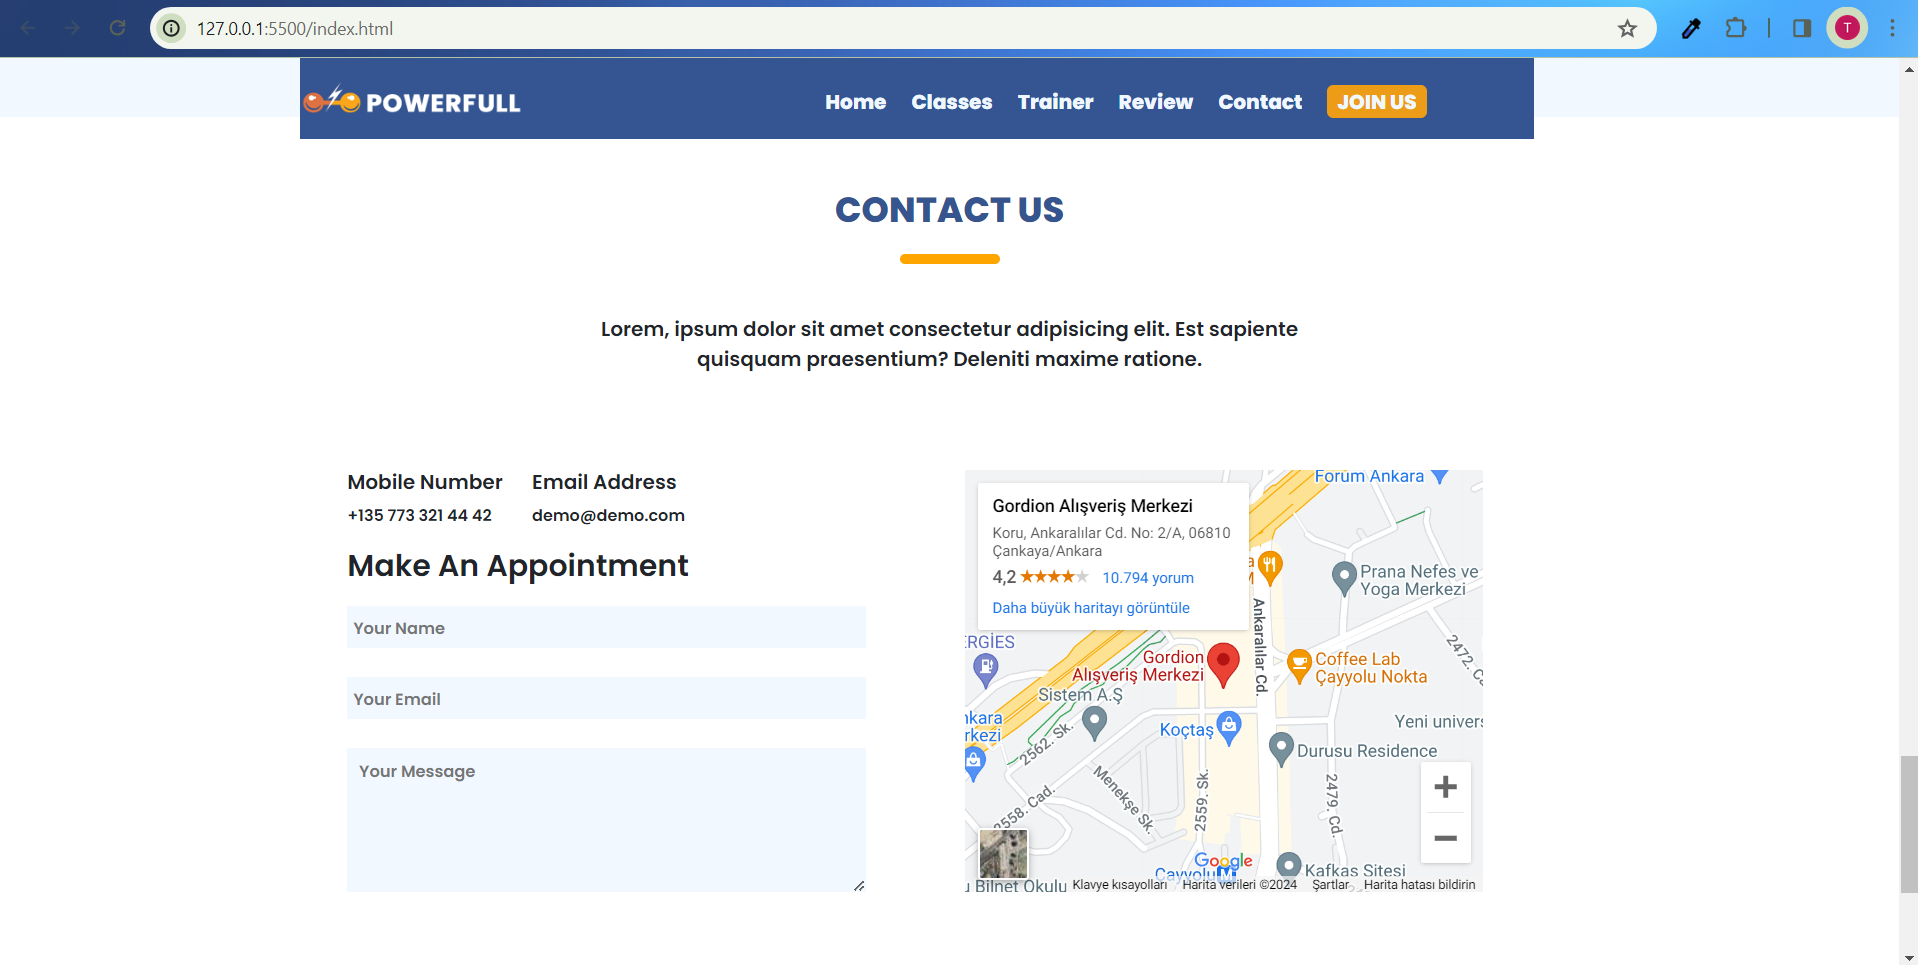 127.0.0.1:5500/index.html
T
POWERFULL
Home Classes Trainer Review Contact JOIN US
CONTACT US
Lorem, ipsum dolor sit amet consectetur adipisicing elit. Est sapiente
quisquam praesentium? Deleniti maxime ratione.
Mobile Number Email Address
+135 773 321 44 42 demo@demo.com
Make An Appointment
Your Name
Your Email
Your Message
Forum Ankara
Gordion Alışveriş Merkezi
Koru, Ankaralılar Cd. No: 2/A, 06810
Çankaya/Ankara
4,2 10.794 yorum
Daha büyük haritayı görüntüle
Prana Nefes ve
Yoga Merkezi
Ankaralılar Cd.
ERGİES
Gordion
Alışveriş Merkezi
Coffee Lab
Çayyolu Nokta
2472. Ca
Sistem A.Ş
nkara
rkezi
2562. Sk.
Koçtaş
Yeni univers
Durusu Residence
Menekşe Sk.
2559. Sk.
2479. Cd.
2558. Cad.
Google
Çayyolu
M
Kafkas Sitesi
u Bilnet Okulu
Klavye kısayolları Harita verileri ©2024 Şartlar Harita hatası bildirin